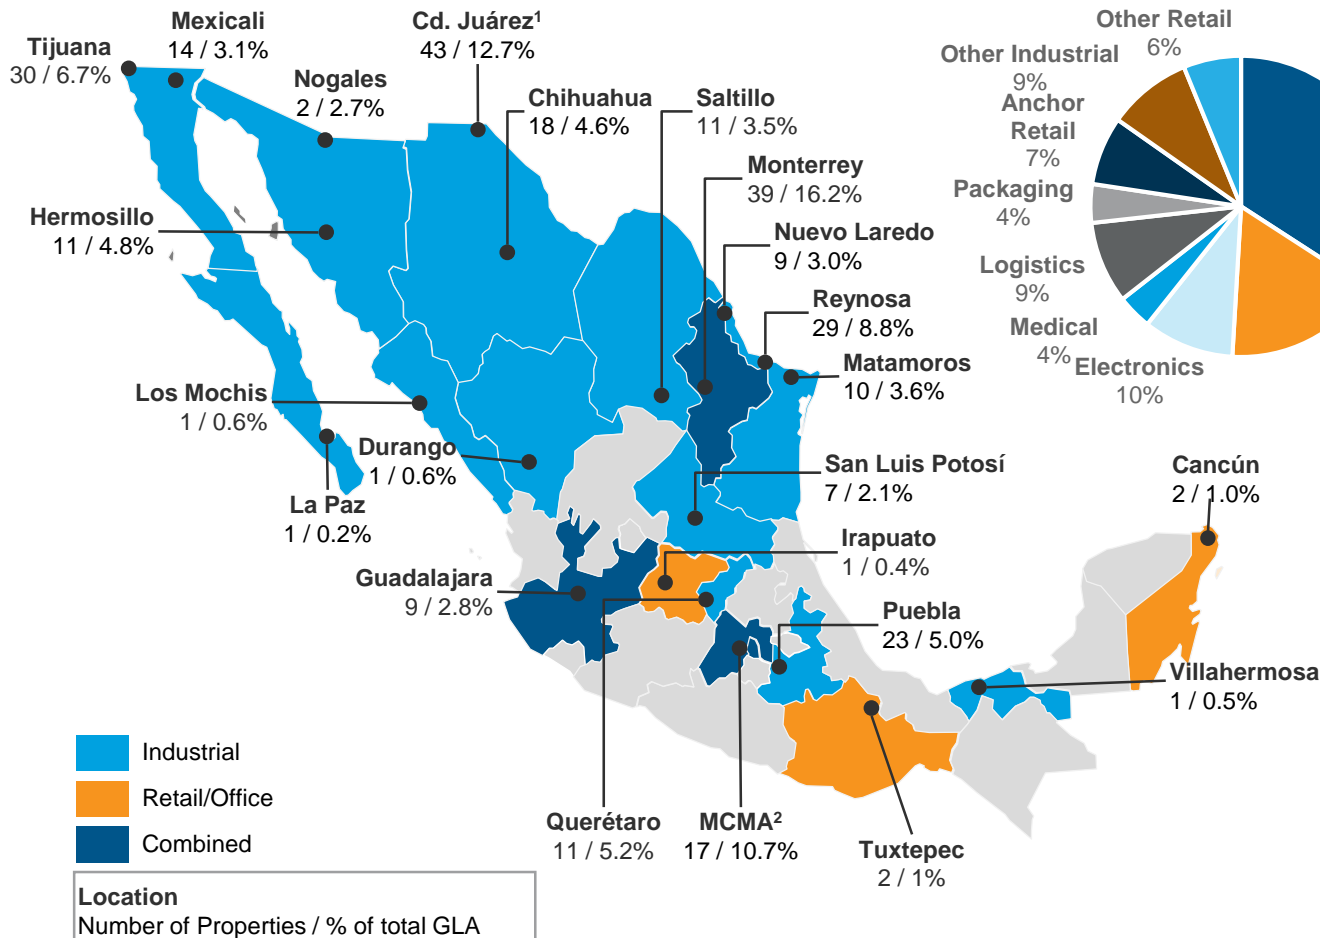 Mexicali
14 / 3.1%
Cd. Juárez¹
43 / 12.7%
Tijuana
30 / 6.7%
Nogales
2 / 2.7%
Chihuahua
18 / 4.6%
Saltillo
11 / 3.5%
Monterrey
39 / 16.2%
Hermosillo
11 / 4.8%
Nuevo Laredo
9 / 3.0%
Reynosa
29 / 8.8%
Matamoros
10 / 3.6%
Los Mochis
1 / 0.6%
Durango
1 / 0.6%
La Paz
1 / 0.2%
San Luis Potosí
7 / 2.1%
Cancún
2 / 1.0%
Irapuato
1 / 0.4%
Guadalajara
9 / 2.8%
Puebla
23 / 5.0%
Villahermosa
1 / 0.5%
Querétaro
11 / 5.2%
MCMA²
17 / 10.7%
Tuxtepec
2 / 1%
Other Retail
6%
Other Industrial
9%
Anchor
Retail
7%
Packaging
4%
Logistics
9%
Medical
4%
Electronics
10%
Industrial
Retail/Office
Combined
Location
Number of Properties / % of total GLA